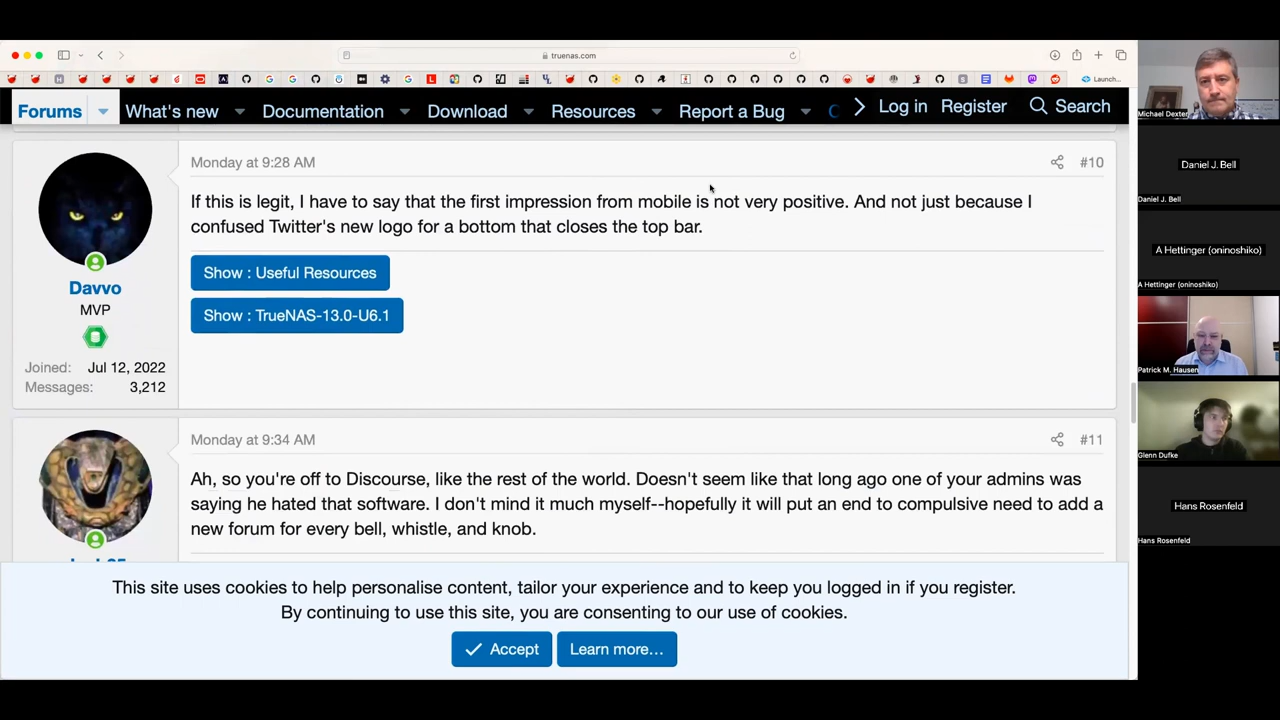 truenas.com
Launch...
Forums What's new Documentation Download Resources Report a Bug Log in Register Search
Monday at 9:28 AM #10
If this is legit, I have to say that the first impression from mobile is not very positive. And not just because I
confused Twitter's new logo for a bottom that closes the top bar.
Show : Useful Resources
Show : TrueNAS-13.0-U6.1
Davvo
MVP
Joined: Jul 12, 2022
Messages: 3,212
Monday at 9:34 AM #11
Ah, so you're off to Discourse, like the rest of the world. Doesn't seem like that long ago one of your admins was
saying he hated that software. I don't mind it much myself--hopefully it will put an end to compulsive need to add a
new forum for every bell, whistle, and knob.
This site uses cookies to help personalise content, tailor your experience and to keep you logged in if you register.
By continuing to use this site, you are consenting to our use of cookies.
Accept Learn more...
Michael Dexter
Daniel J. Bell
Daniel J. Bell
A Hettinger (oninoshiko)
A Hettinger (oninoshiko)
Patrick M. Hausen
Glenn Dufke
Hans Rosenfeld
Hans Rosenfeld